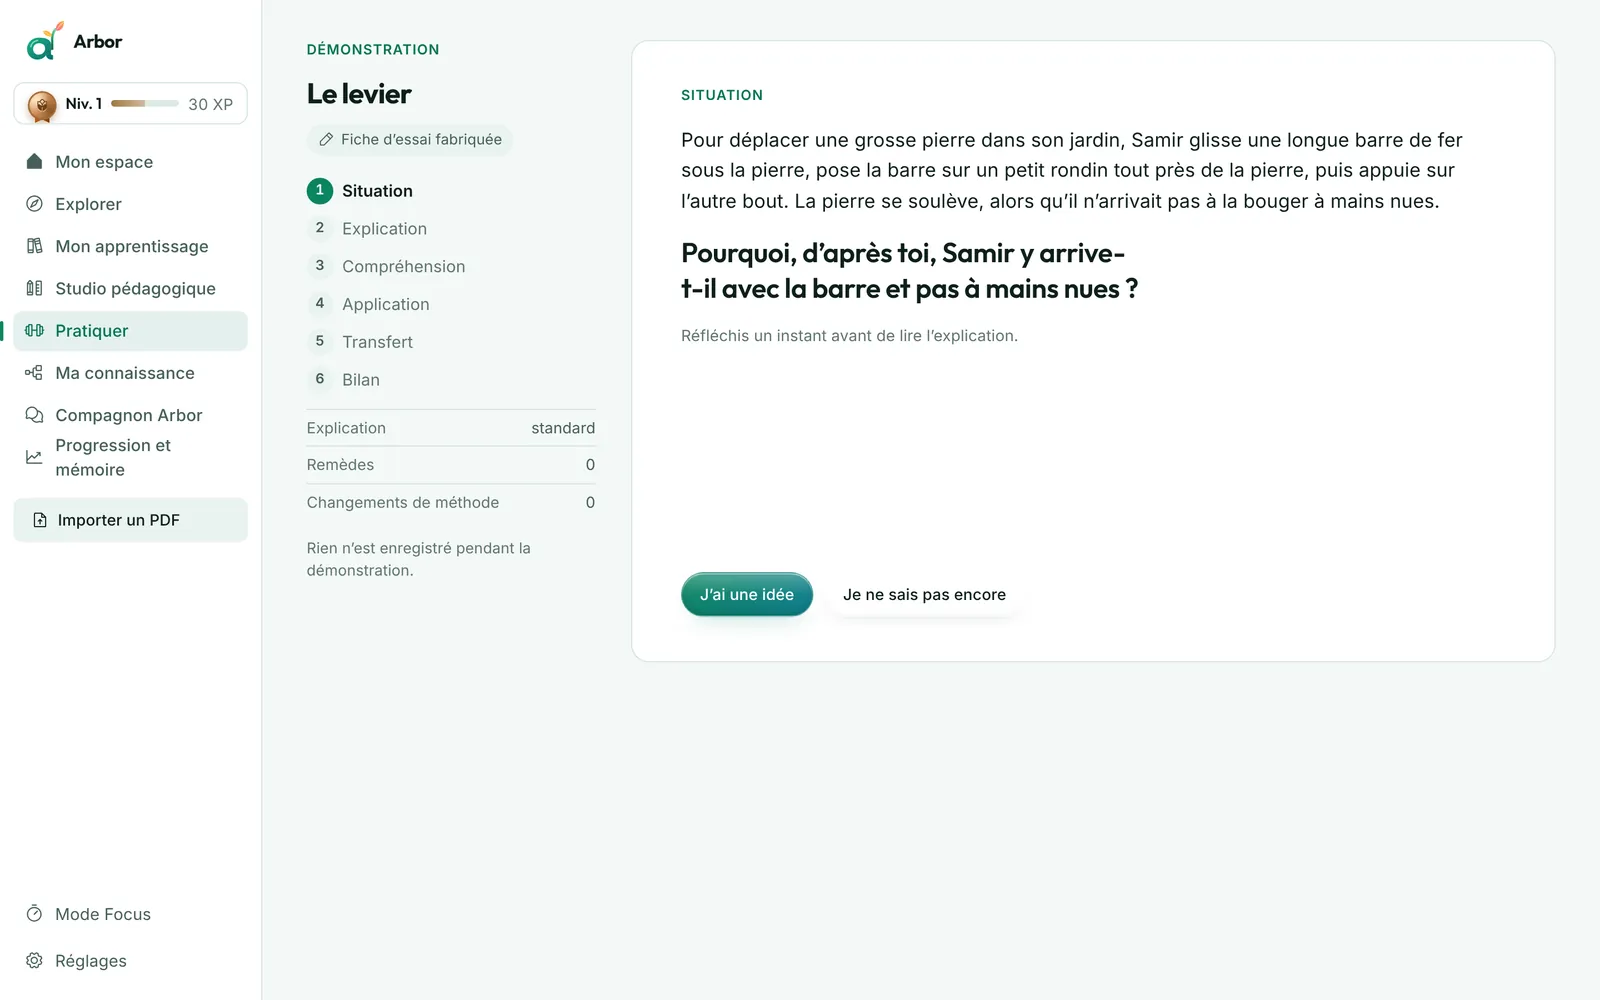 Arbor
Niv. 1 30 XP
Mon espace
Explorer
Mon apprentissage
Studio pédagogique
Pratiquer
Ma connaissance
Compagnon Arbor
Progression et
mémoire
Importer un PDF
Mode Focus
Réglages
DÉMONSTRATION
Le levier
Fiche d’essai fabriquée
1 Situation
2 Explication
3 Compréhension
4 Application
5 Transfert
6 Bilan
Explication standard
Remèdes 0
Changements de méthode 0
Rien n’est enregistré pendant la
démonstration.
SITUATION
Pour déplacer une grosse pierre dans son jardin, Samir glisse une longue barre de fer
sous la pierre, pose la barre sur un petit rondin tout près de la pierre, puis appuie sur
l’autre bout. La pierre se soulève, alors qu’il n’arrivait pas à la bouger à mains nues.
Pourquoi, d’après toi, Samir y arrive-
t-il avec la barre et pas à mains nues ?
Réfléchis un instant avant de lire l’explication.
J’ai une idée
Je ne sais pas encore